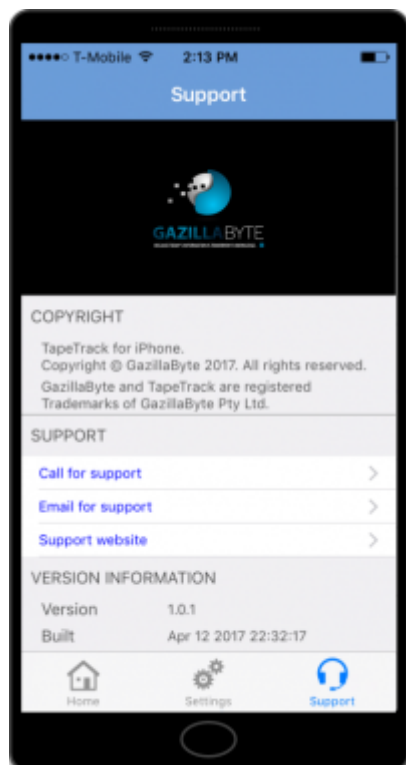 T-Mobile 2:13 PM
Support
GAZILLABYTE
COPYRIGHT
TapeTrack for iPhone.
Copyright © GazillaByte 2017. All rights reserved.
GazillaByte and TapeTrack are registered
Trademarks of GazillaByte Pty Ltd.
SUPPORT
Call for support
Email for support
Support website
VERSION INFORMATION
Version 1.0.1
Built Apr 12 2017 22:32:17
Home Settings Support